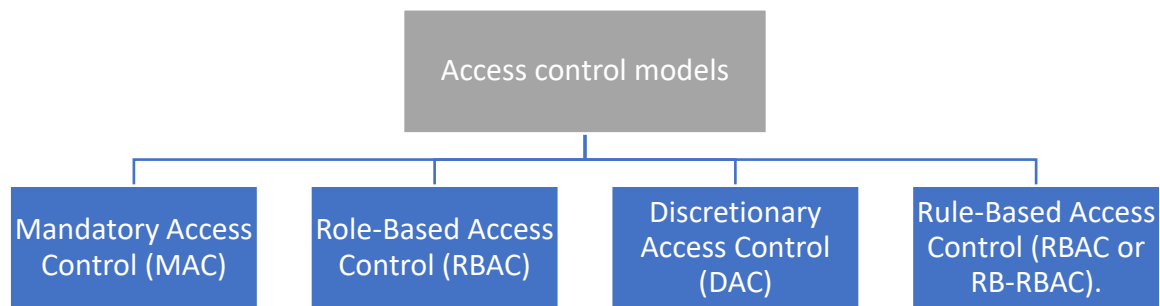 Access control models
Mandatory Access
Control (MAC)
Role-Based Access
Control (RBAC)
Discretionary
Access Control
(DAC)
Rule-Based Access
Control (RBAC or
RB-RBAC).